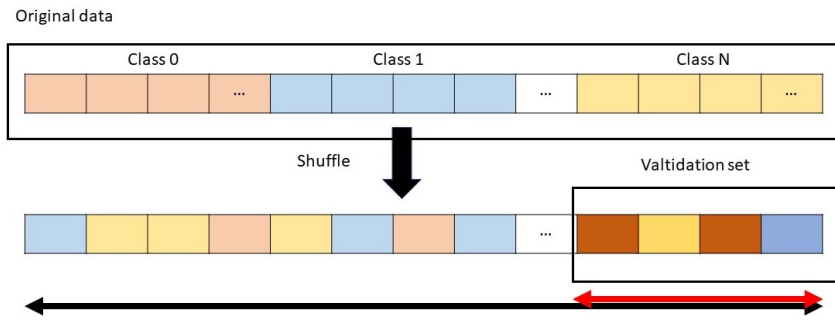 Original data
Class 0 Class 1 Class N
... ... ...
Shuffle
Valtidation set
...